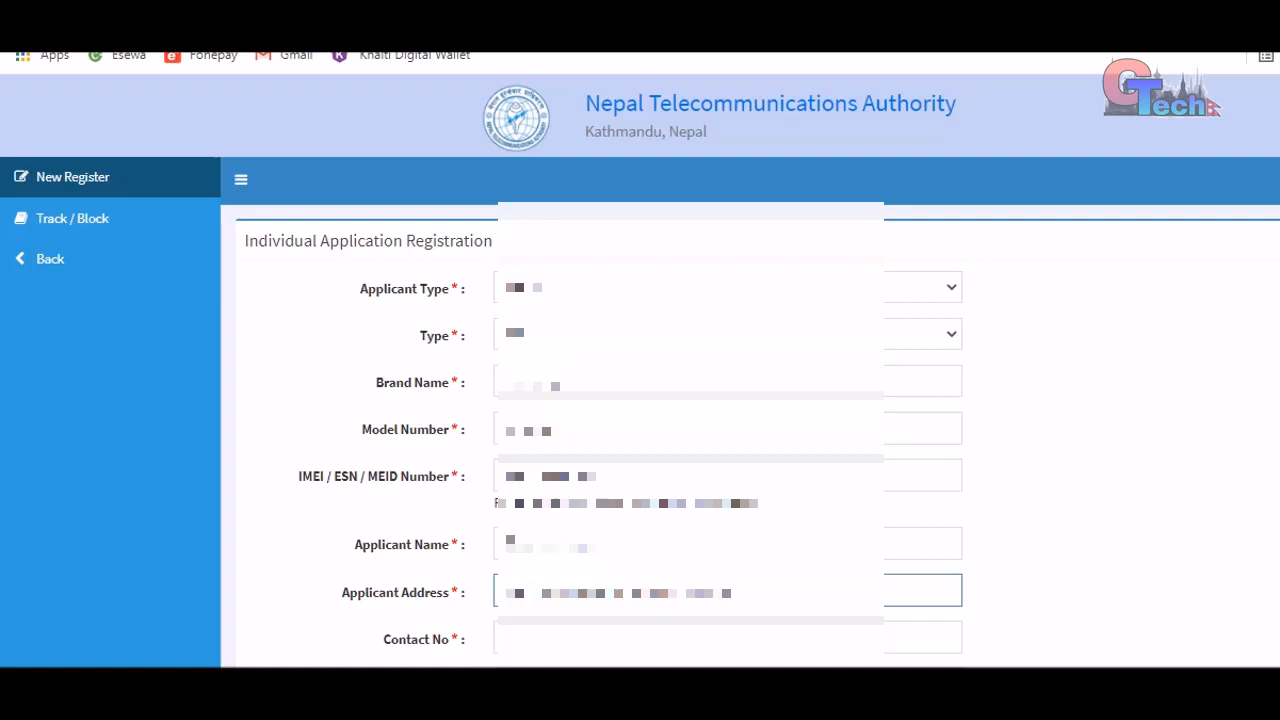 Apps Esewa Fonepay Gmail Khalti Digital Wallet
GTech
Nepal Telecommunications Authority
Kathmandu, Nepal
New Register
Track / Block
Back
Individual Application Registration
Applicant Type * :
Type * :
Brand Name * :
Model Number * :
IMEI / ESN / MEID Number * :
Applicant Name * :
Applicant Address * :
Contact No * :